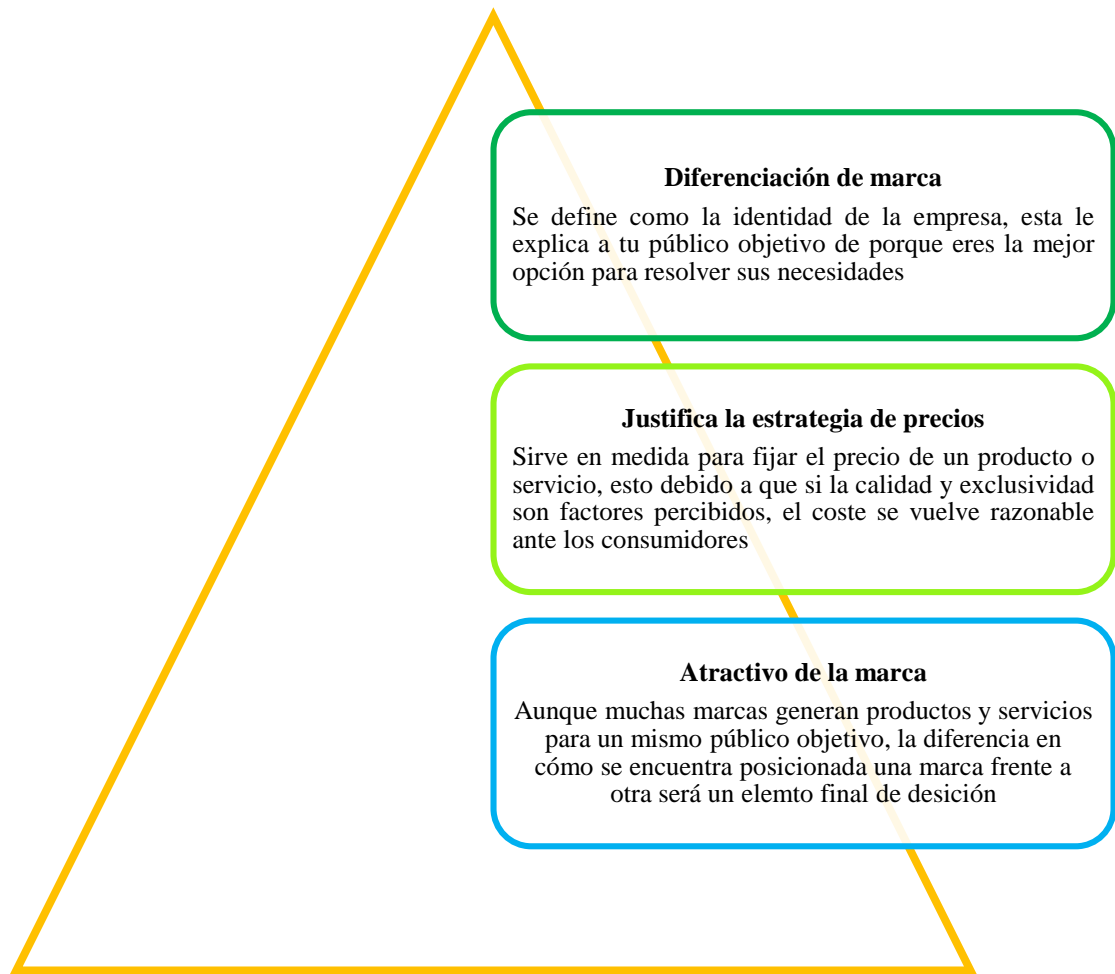 Diferenciación de marca
Se define como la identidad de la empresa, esta le
explica a tu público objetivo de porque eres la mejor
opción para resolver sus necesidades
Justifica la estrategia de precios
Sirve en medida para fijar el precio de un producto o
servicio, esto debido a que si la calidad y exclusividad
son factores percibidos, el coste se vuelve razonable
ante los consumidores
Atractivo de la marca
Aunque muchas marcas generan productos y servicios
para un mismo público objetivo, la diferencia en
cómo se encuentra posicionada una marca frente a
otra será un elemto final de desición